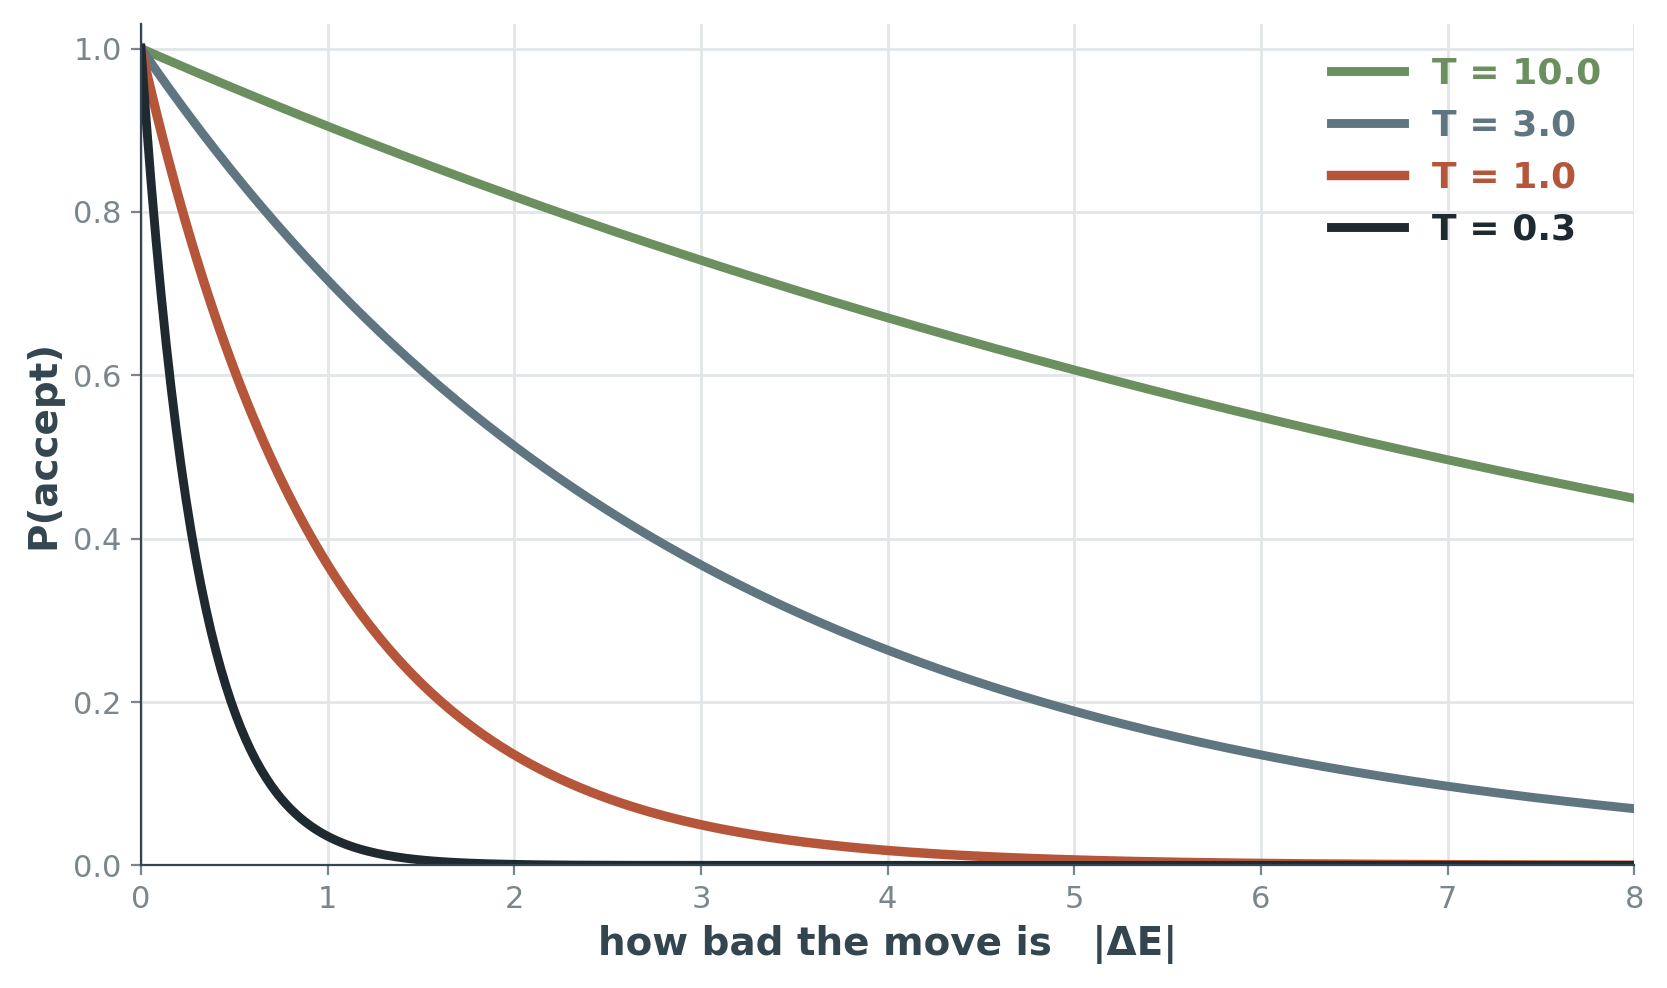 T = 10.0
T = 3.0
T = 1.0
T = 0.3
P(accept)
1.0
0.8
0.6
0.4
0.2
0.0
0 1 2 3 4 5 6 7 8
how bad the move is |ΔE|